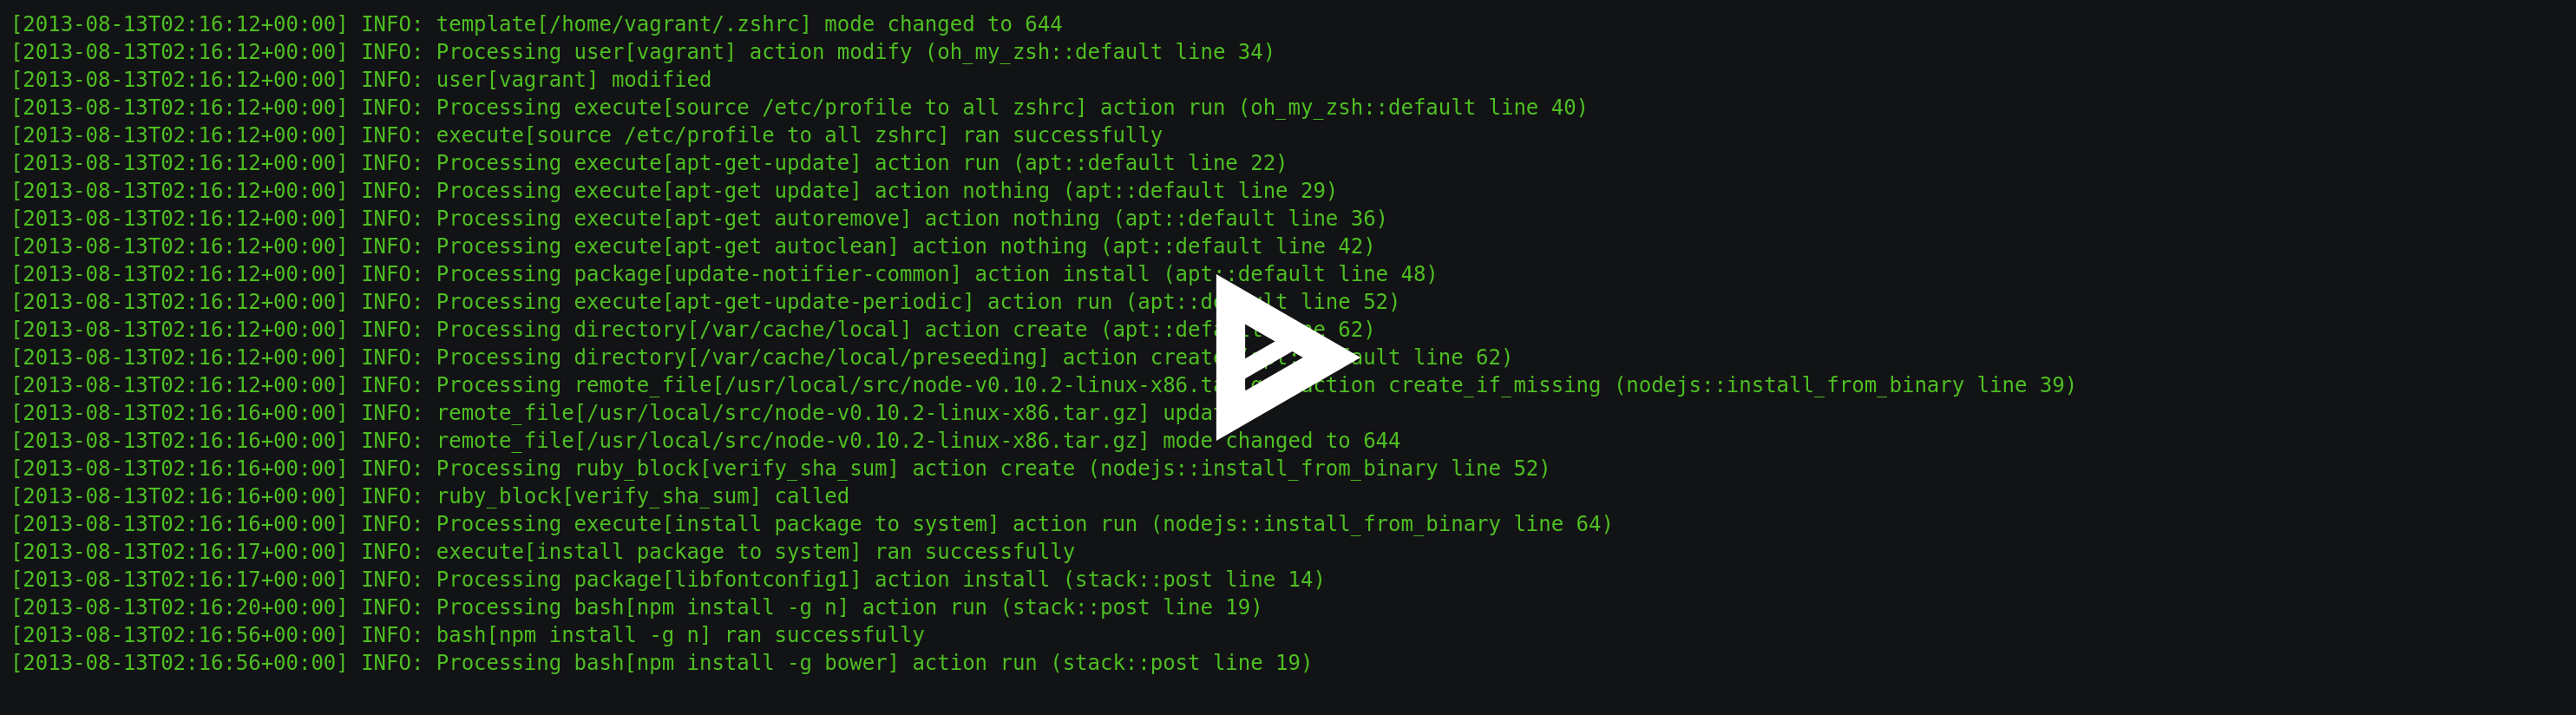 [2013-08-13T02:16:12+00:00] INFO: template[/home/vagrant/.zshrc] mode changed to 644
[2013-08-13T02:16:12+00:00] INFO: Processing user[vagrant] action modify (oh_my_zsh::default line 34)
[2013-08-13T02:16:12+00:00] INFO: user[vagrant] modified
[2013-08-13T02:16:12+00:00] INFO: Processing execute[source /etc/profile to all zshrc] action run (oh_my_zsh::default line 40)
[2013-08-13T02:16:12+00:00] INFO: execute[source /etc/profile to all zshrc] ran successfully
[2013-08-13T02:16:12+00:00] INFO: Processing execute[apt-get-update] action run (apt::default line 22)
[2013-08-13T02:16:12+00:00] INFO: Processing execute[apt-get update] action nothing (apt::default line 29)
[2013-08-13T02:16:12+00:00] INFO: Processing execute[apt-get autoremove] action nothing (apt::default line 36)
[2013-08-13T02:16:12+00:00] INFO: Processing execute[apt-get autoclean] action nothing (apt::default line 42)
[2013-08-13T02:16:12+00:00] INFO: Processing package[update-notifier-common] action install (apt::default line 48)
[2013-08-13T02:16:12+00:00] INFO: Processing execute[apt-get-update-periodic] action run (apt::default line 52)
[2013-08-13T02:16:12+00:00] INFO: Processing directory[/var/cache/local] action create (apt::default line 62)
[2013-08-13T02:16:12+00:00] INFO: Processing directory[/var/cache/local/preseeding] action create (apt::default line 62)
[2013-08-13T02:16:12+00:00] INFO: Processing remote_file[/usr/local/src/node-v0.10.2-linux-x86.tar.gz] action create_if_missing (nodejs::install_from_binary line 39)
[2013-08-13T02:16:16+00:00] INFO: remote_file[/usr/local/src/node-v0.10.2-linux-x86.tar.gz]
[2013-08-13T02:16:16+00:00] INFO: remote_file[/usr/local/src/node-v0.10.2-linux-x86.tar.gz] mode changed to 644
[2013-08-13T02:16:16+00:00] INFO: Processing ruby_block[verify_sha_sum] action create (nodejs::install_from_binary line 52)
[2013-08-13T02:16:16+00:00] INFO: ruby_block[verify_sha_sum] called
[2013-08-13T02:16:16+00:00] INFO: Processing execute[install package to system] action run (nodejs::install_from_binary line 64)
[2013-08-13T02:16:17+00:00] INFO: execute[install package to system] ran successfully
[2013-08-13T02:16:17+00:00] INFO: Processing package[libfontconfig1] action install (stack::post line 14)
[2013-08-13T02:16:20+00:00] INFO: Processing bash[npm install -g n] action run (stack::post line 19)
[2013-08-13T02:16:56+00:00] INFO: bash[npm install -g n] ran successfully
[2013-08-13T02:16:56+00:00] INFO: Processing bash[npm install -g bower] action run (stack::post line 19)